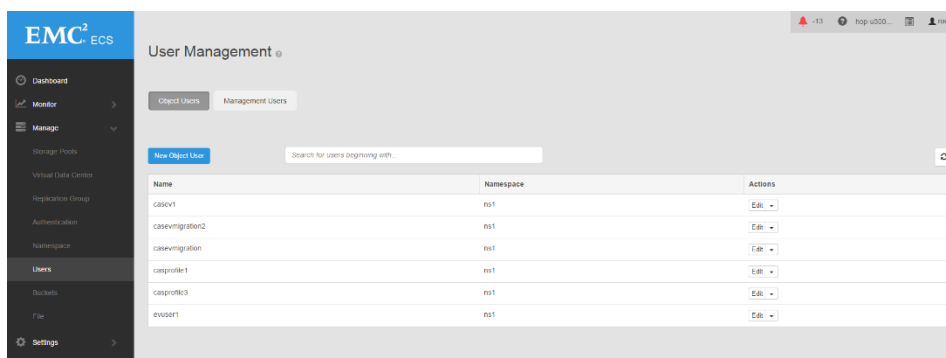 EMC² ECS
-13 hop-u300...
User Management
Dashboard
Monitor
Manage
Storage Pools
Virtual Data Center
Replication Group
Authentication
Namespace
Users
Buckets
File
Settings
Object Users Management Users
New Object User Search for users beginning with...
Name Namespace Actions
casev1 ns1 Edit
casevmigration2 ns1 Edit
casevmigration ns1 Edit
casprofile1 ns1 Edit
casprofile3 ns1 Edit
evuser1 ns1 Edit